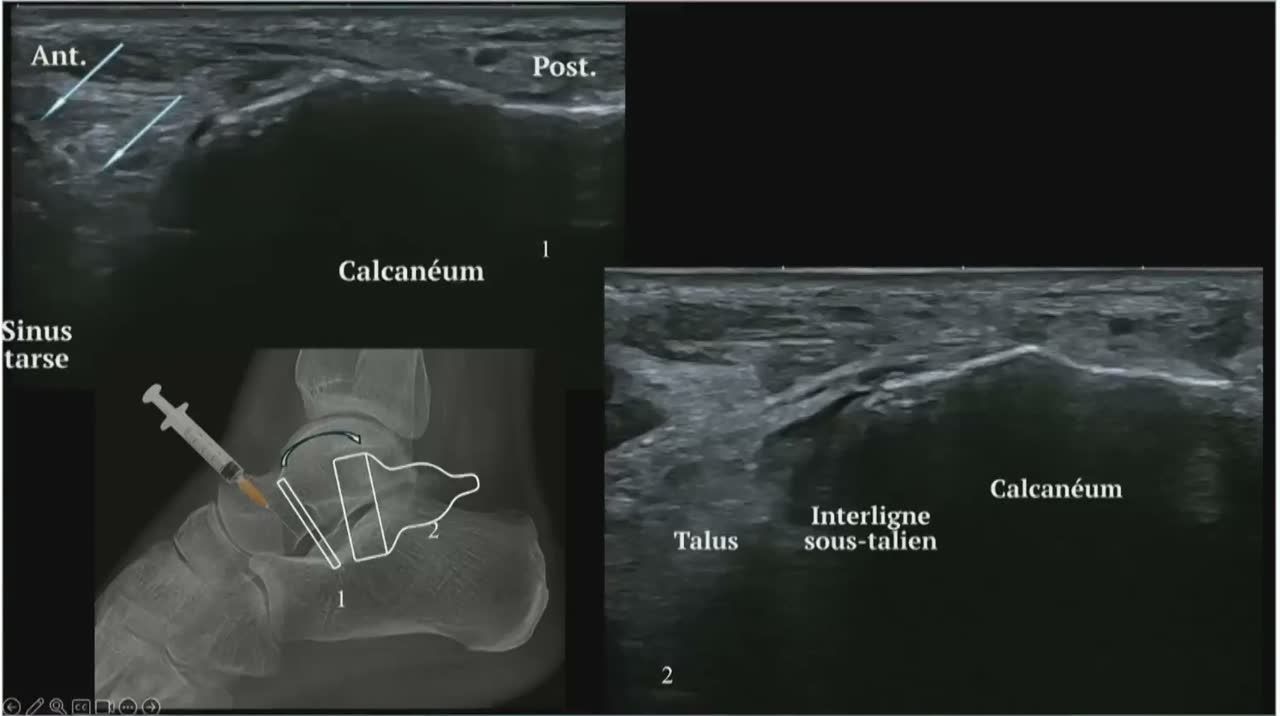 Ant.
Post.
1
Calcanéum
Sinus
tarse
2
1
Calcanéum
Interligne
sous-talien
Talus
2